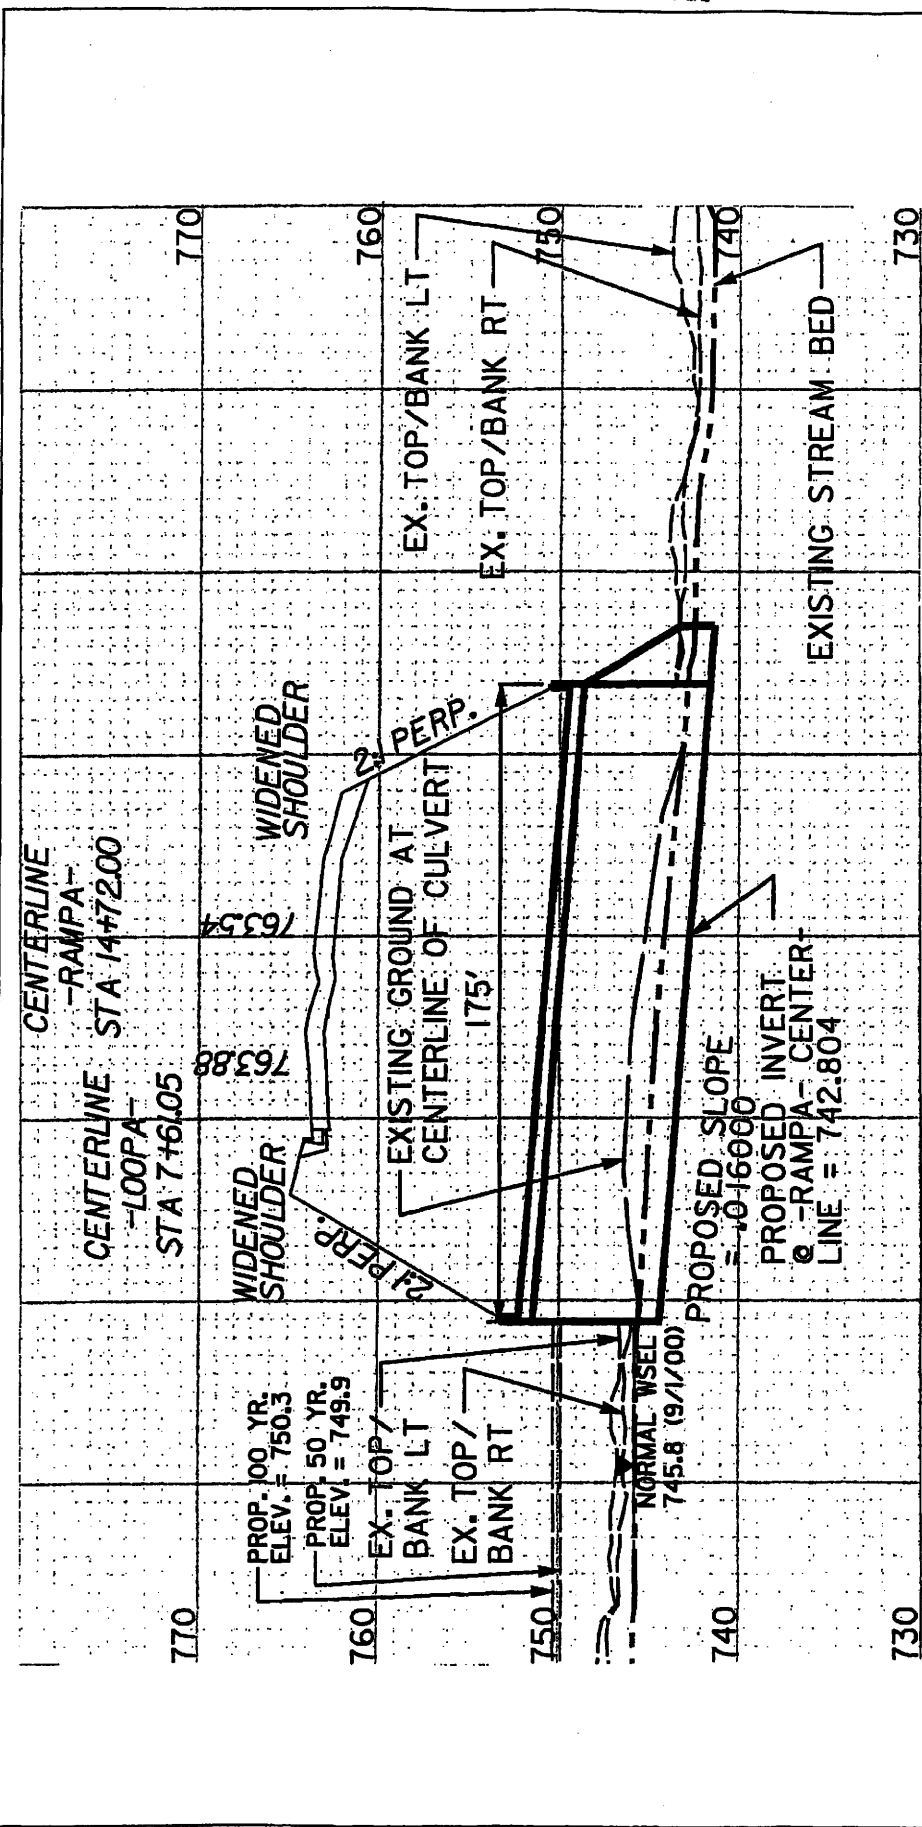 CENTERLINE
-RAMPA-
STA 14+72.00
CENTERLINE
-LOOPA-
STA 7+61.05
770
770
763.88
763.54
WIDENED
SHOULDER
WIDENED
SHOULDER
2:1 PERP.
2:1 PERP.
760
760
EXISTING GROUND AT
CENTERLINE OF CULVERT
175'
PROP. 100 YR.
ELEV. = 750.3
PROP. 50 YR.
ELEV. = 749.9
EX. TOP/
BANK LT
EX. TOP/
BANK RT
EX. TOP/BANK LT
EX. TOP/BANK RT
750
750
NORMAL WSEL
745.8 (9/1/00)
PROPOSED SLOPE
= .016000
PROPOSED INVERT
@ -RAMPA- CENTER-
LINE = 742.804
EXISTING STREAM BED
740
740
730
730